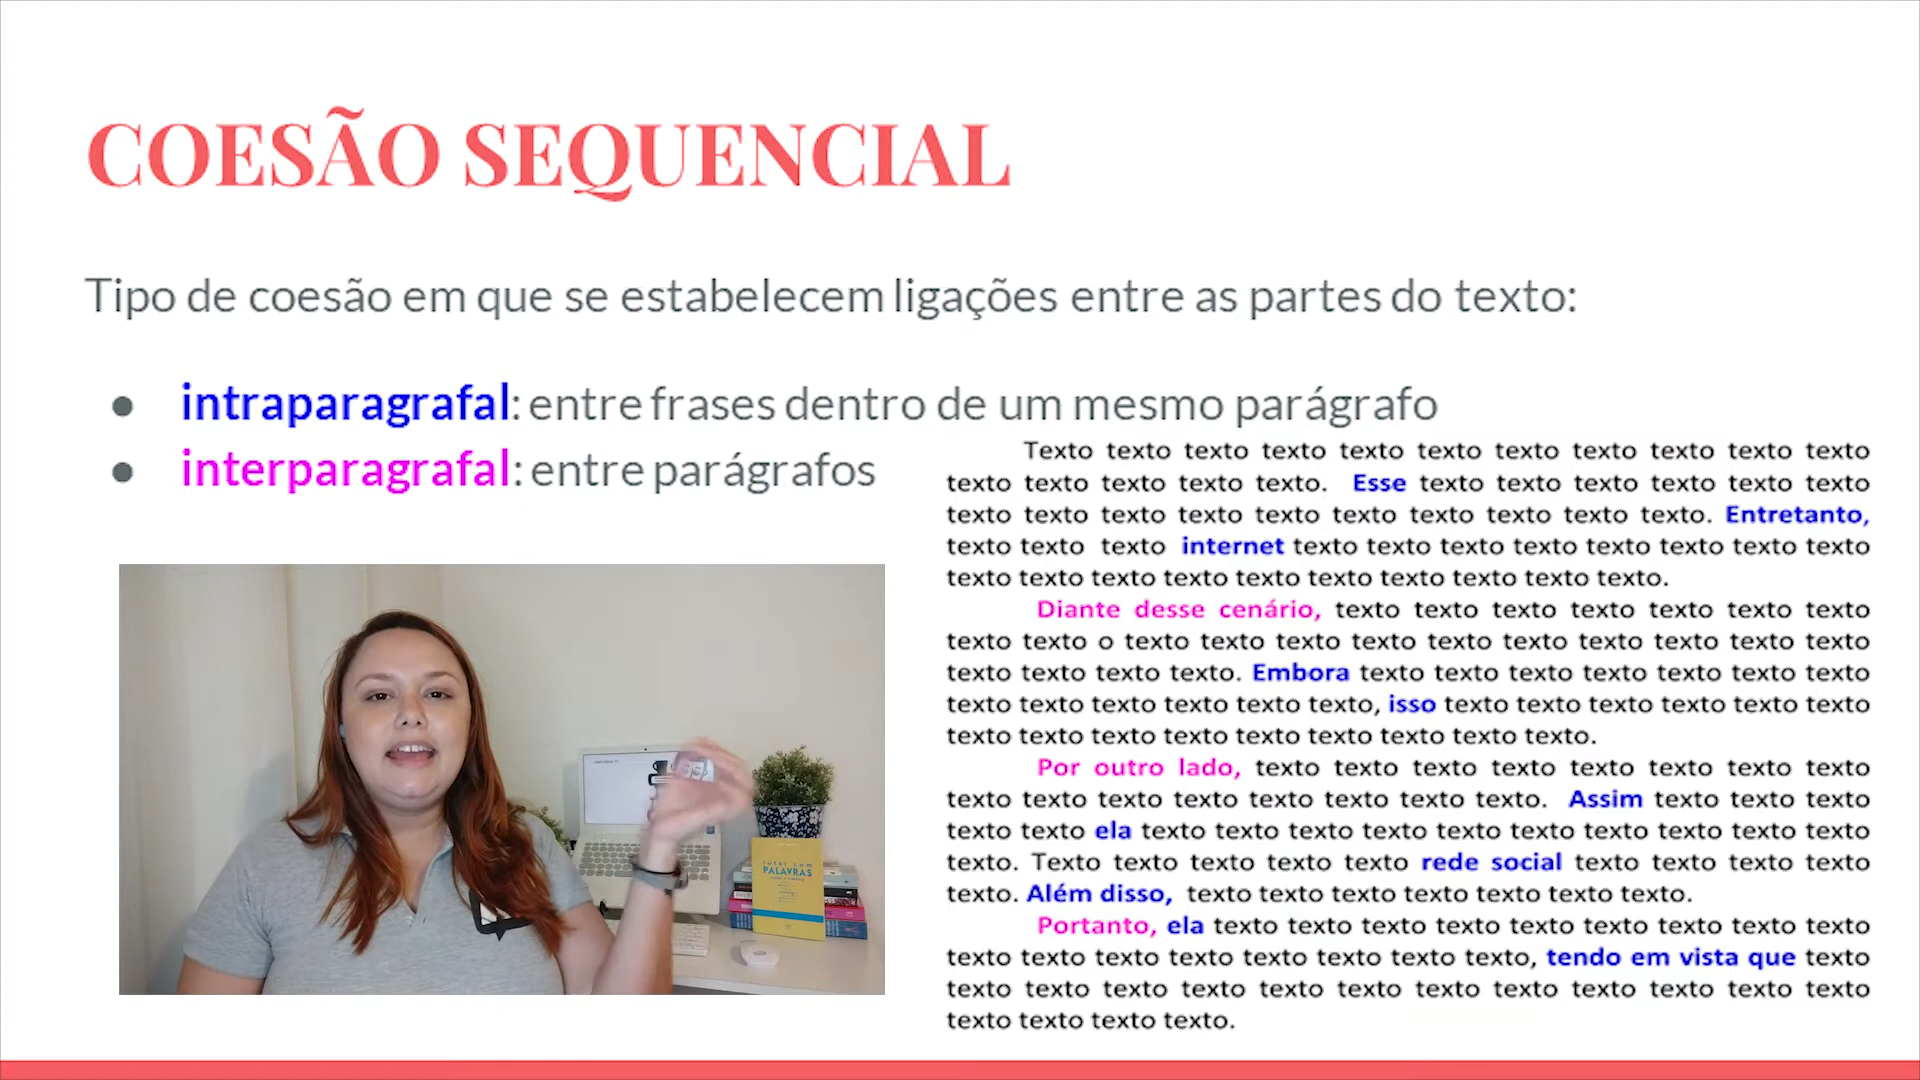 COESÃO SEQUENCIAL
Tipo de coesão em que se estabelecem ligações entre as partes do texto:
● intraparagrafal: entre frases dentro de um mesmo parágrafo
● interparagrafal: entre parágrafos
Texto texto texto texto texto texto texto texto texto texto texto
texto texto texto texto texto. Esse texto texto texto texto texto texto
texto texto texto texto texto texto texto texto texto texto. Entretanto,
texto texto texto internet texto texto texto texto texto texto texto texto
texto texto texto texto texto texto texto texto texto texto.
Diante desse cenário, texto texto texto texto texto texto texto
texto texto o texto texto texto texto texto texto texto texto texto texto
texto texto texto texto. Embora texto texto texto texto texto texto texto
texto texto texto texto texto texto, isso texto texto texto texto texto texto
texto texto texto texto texto texto texto texto texto.
Por outro lado, texto texto texto texto texto texto texto texto
texto texto texto texto texto texto texto texto. Assim texto texto texto
texto texto ela texto texto texto texto texto texto texto texto texto texto
texto. Texto texto texto texto texto rede social texto texto texto texto
texto. Além disso, texto texto texto texto texto texto texto.
Portanto, ela texto texto texto texto texto texto texto texto texto
texto texto texto texto texto texto texto texto, tendo em vista que texto
texto texto texto texto texto texto texto texto texto texto texto texto
texto texto texto texto.
lutar com
PALAVRAS